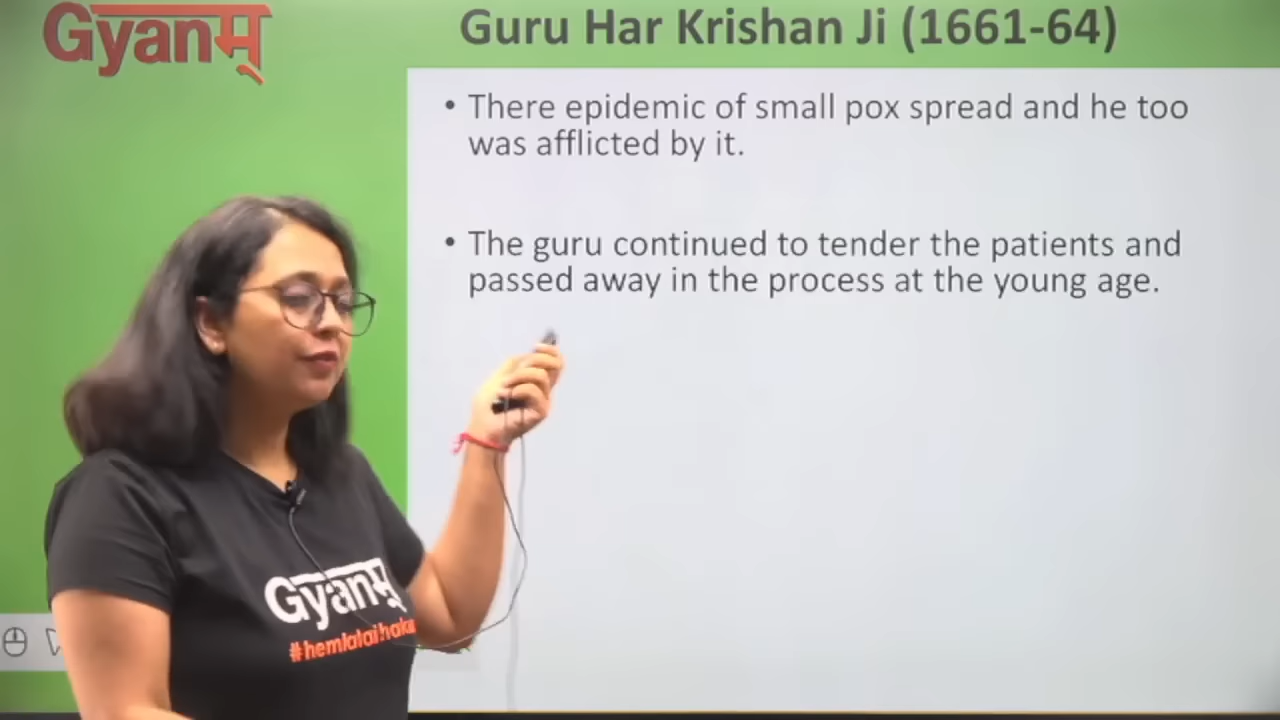 Gyanम्
Guru Har Krishan Ji (1661-64)
• There epidemic of small pox spread and he too
was afflicted by it.
• The guru continued to tender the patients and
passed away in the process at the young age.
Gyanम्